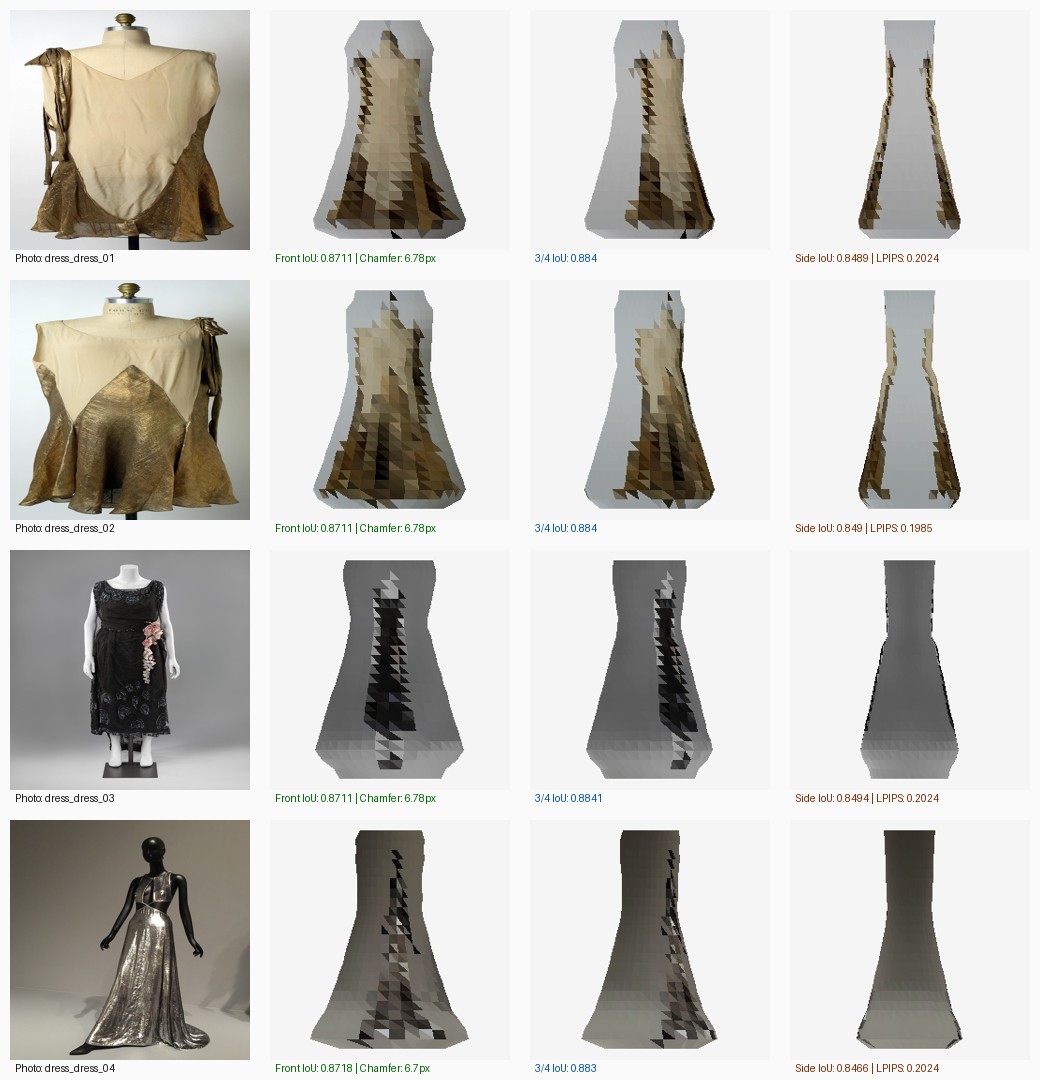 Photo: dress_dress_01
Front IoU: 0.8711 | Chamfer: 6.78px
3/4 IoU: 0.884
Side IoU: 0.8489 | LPIPS: 0.2024
Photo: dress_dress_02
Front IoU: 0.8711 | Chamfer: 6.78px
3/4 IoU: 0.884
Side IoU: 0.849 | LPIPS: 0.1985
Photo: dress_dress_03
Front IoU: 0.8711 | Chamfer: 6.78px
3/4 IoU: 0.8841
Side IoU: 0.8494 | LPIPS: 0.2024
Photo: dress_dress_04
Front IoU: 0.8718 | Chamfer: 6.7px
3/4 IoU: 0.883
Side IoU: 0.8466 | LPIPS: 0.2024